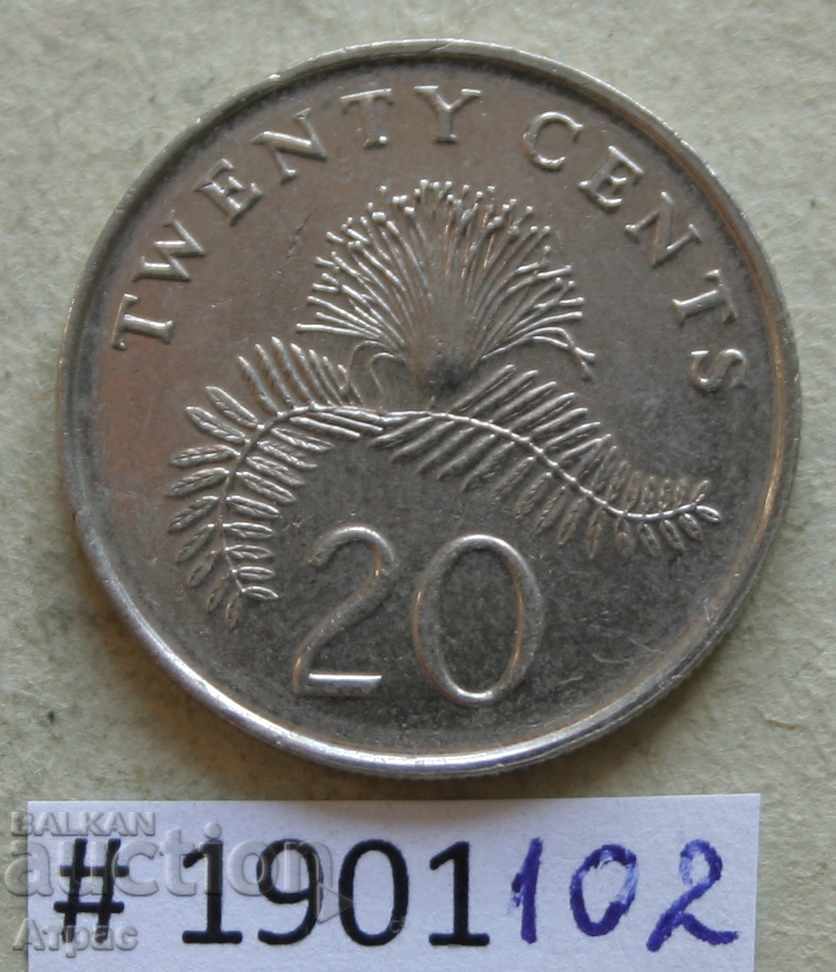 TWENTY CENTS
20
BALKAN
auction
# 1901102
Атрас